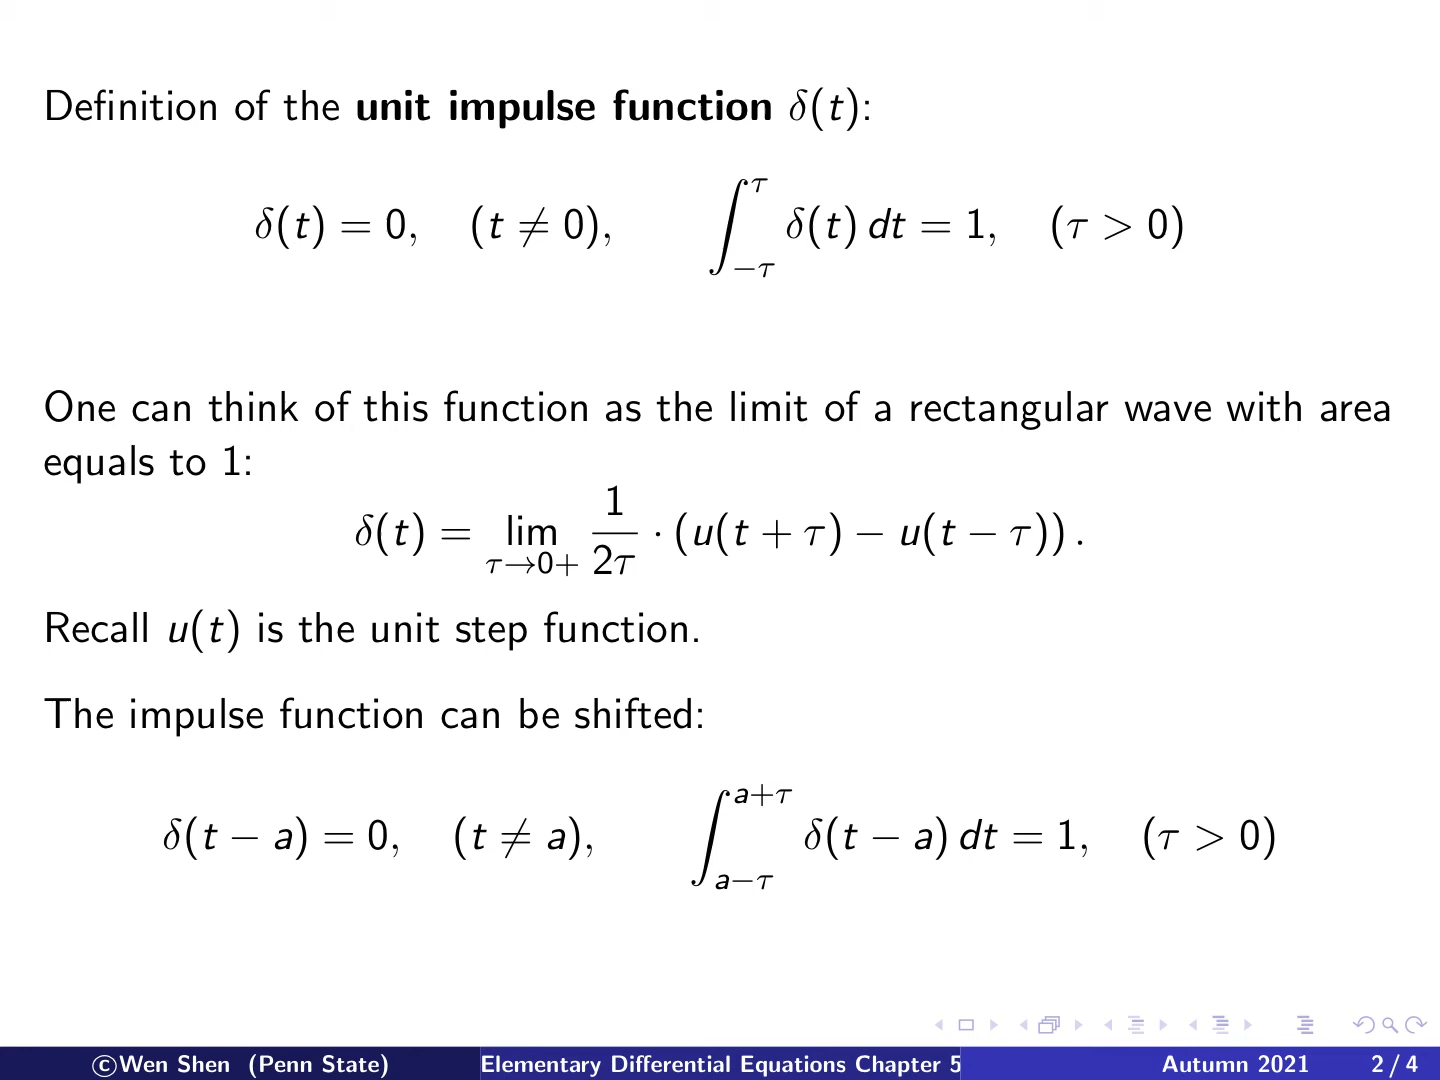 Definition of the unit impulse function δ(t):
δ(t) = 0, (t ≠ 0), ∫_{−τ}^{τ} δ(t) dt = 1, (τ > 0)
One can think of this function as the limit of a rectangular wave with area
equals to 1:
δ(t) = lim_{τ→0+} \frac{1}{2τ} · (u(t + τ) − u(t − τ)) .
Recall u(t) is the unit step function.
The impulse function can be shifted:
δ(t − a) = 0, (t ≠ a), ∫_{a−τ}^{a+τ} δ(t − a) dt = 1, (τ > 0)
©Wen Shen (Penn State) Elementary Differential Equations Chapter 5 Autumn 2021 2 / 4